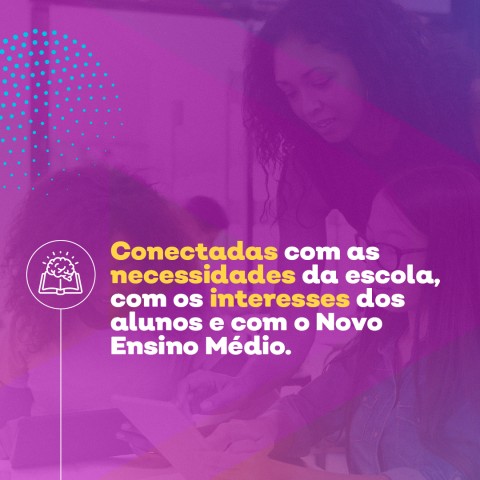 Conectadas com as
necessidades da escola,
com os interesses dos
alunos e com o Novo
Ensino Médio.